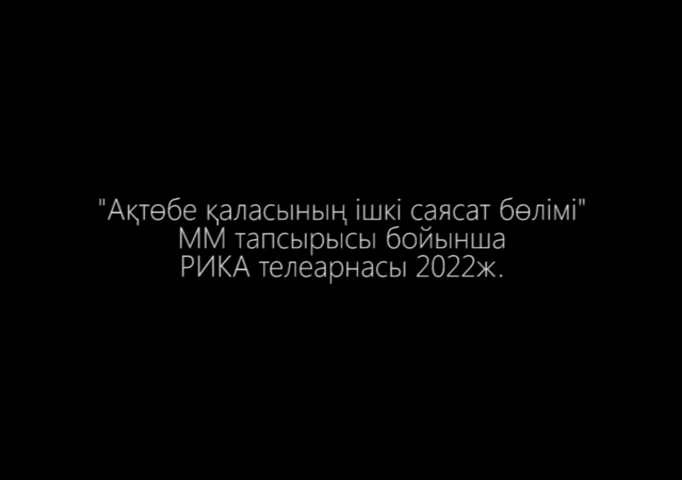 "Ақтөбе қаласының ішкі саясат бөлімі"
ММ тапсырысы бойынша
РИКА телеарнасы 2022ж.